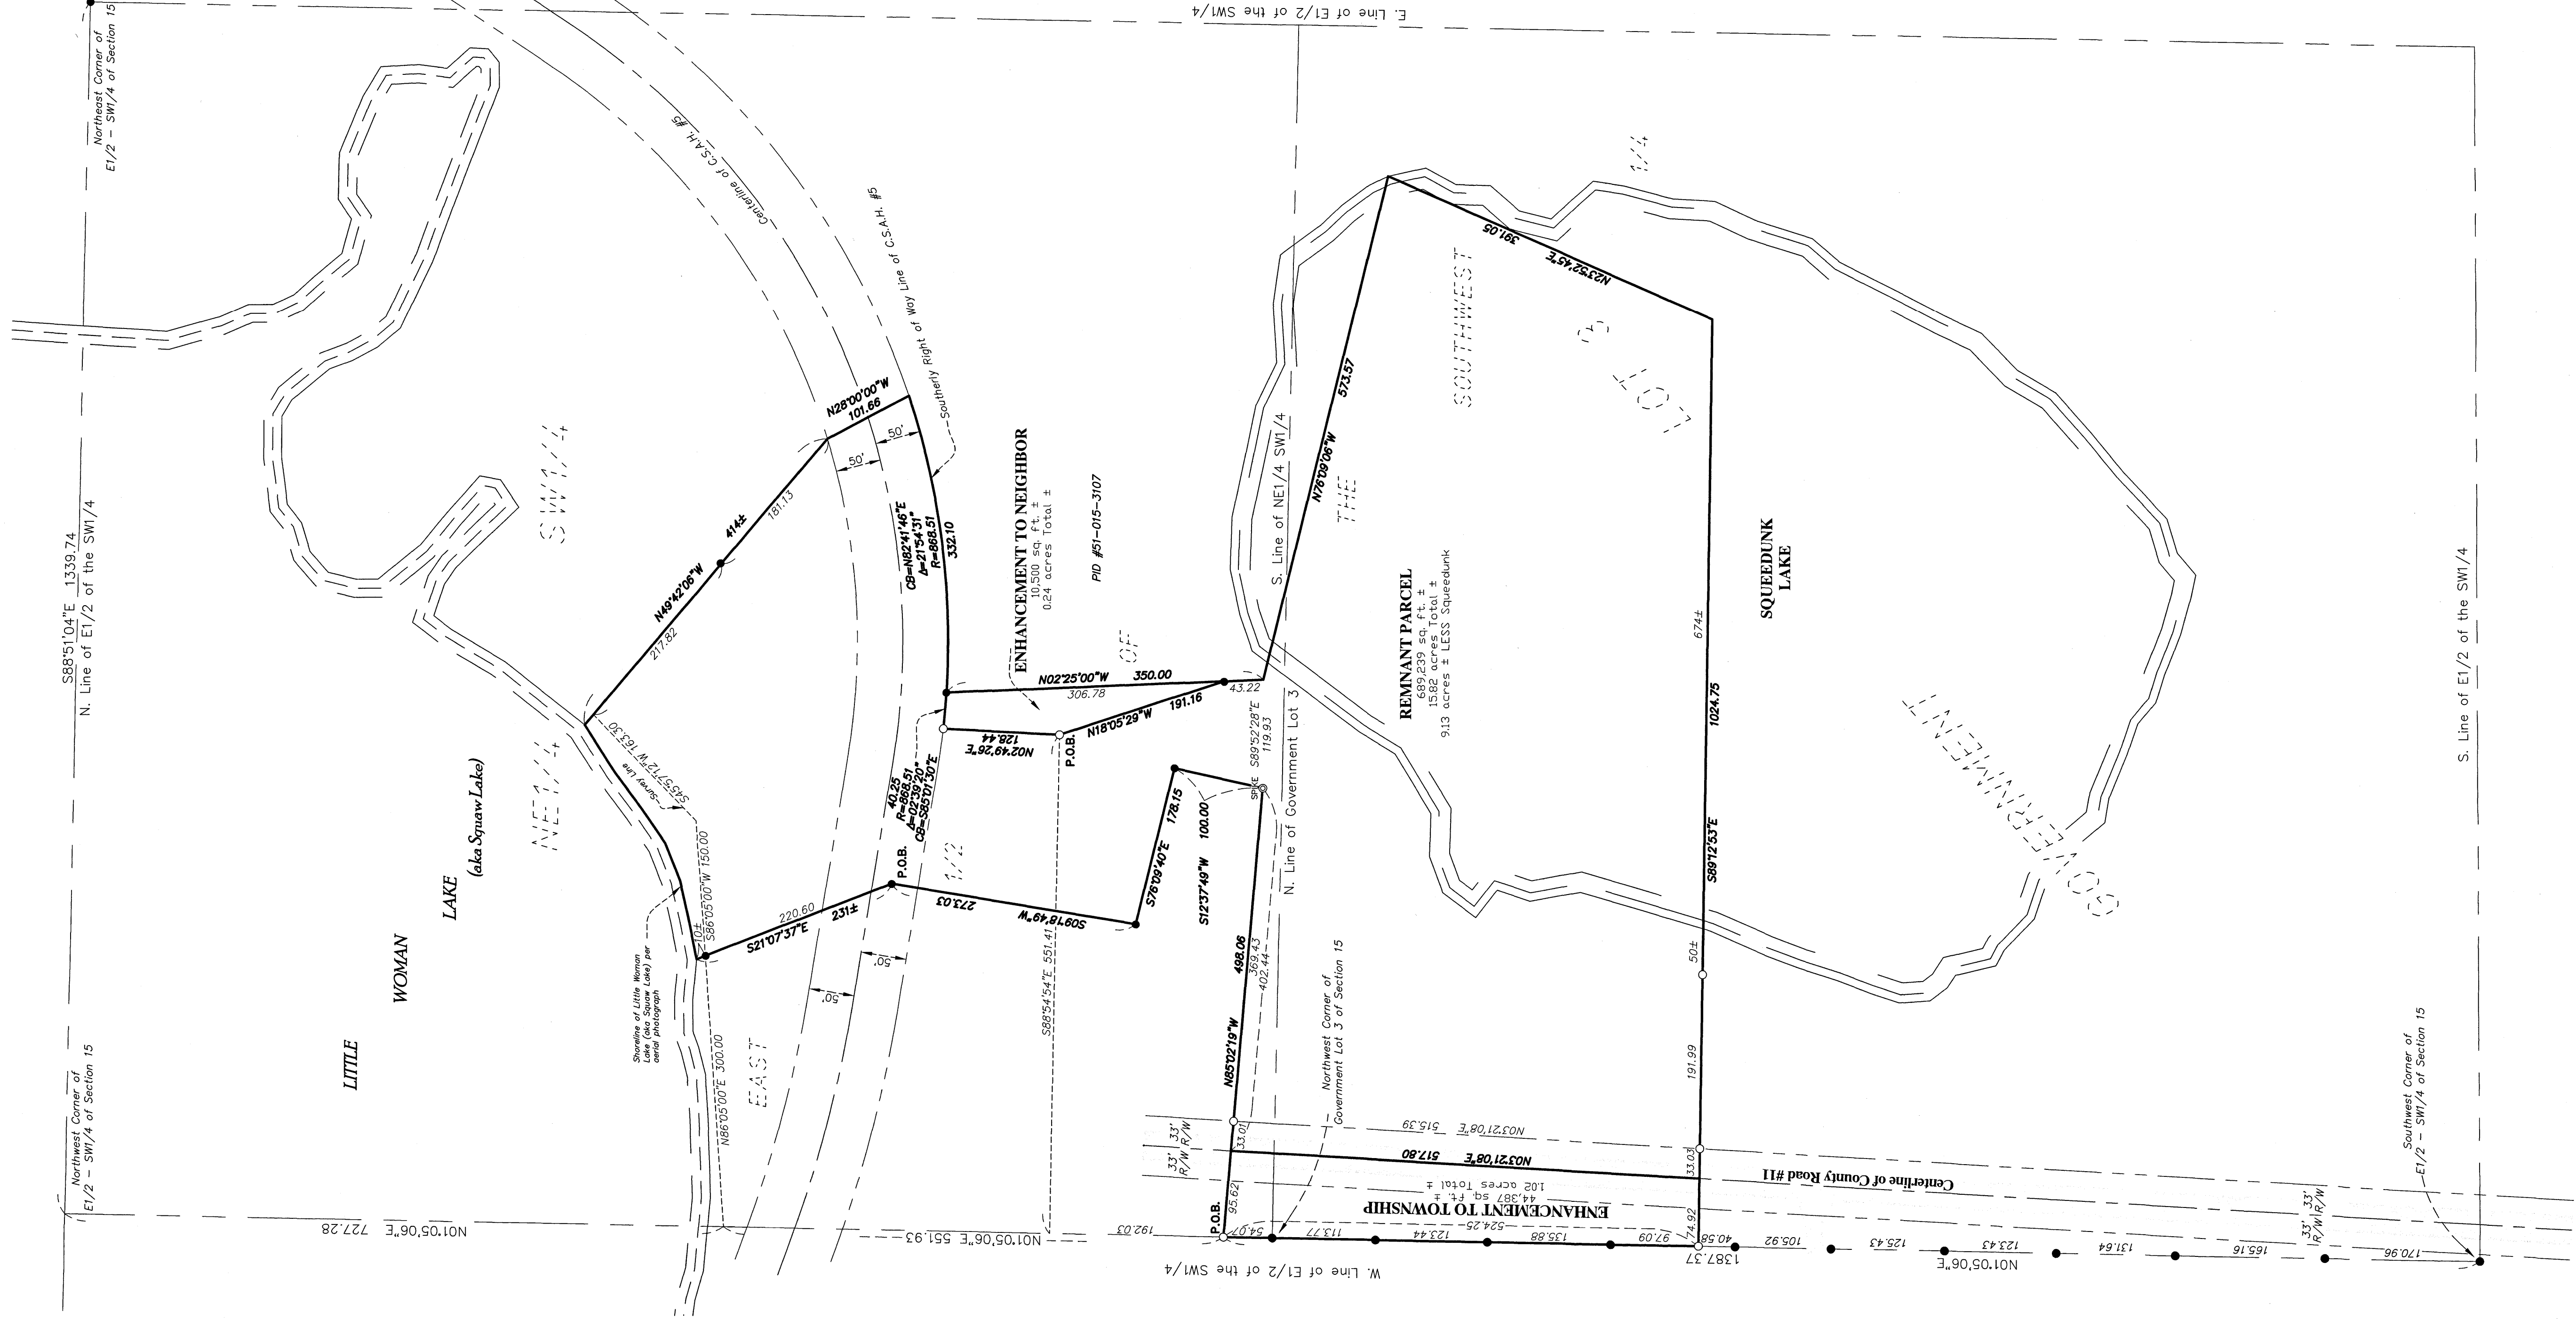 Northwest Corner of
E1/2 - SW1/4 of Section 15
S88°51'04"E 1339.74
N. Line of E1/2 of the SW1/4
Northeast Corner of
E1/2 - SW1/4 of Section 15
E. Line of E1/2 of the SW1/4
LITTLE
WOMAN
LAKE
(aka Squaw Lake)
NE1/4
SW1/4
Centerline of C.S.A.H. #5
Southerly Right of Way Line of C.S.A.H. #5
N49°42'06"W
414±
217.82
181.13
N28°00'00"W
101.66
50'
50'
S45°57'12"W 163.30
Survey Line
S86°05'00"W 150.00
10±
Shoreline of Little Woman
Lake (aka Squaw Lake) per
aerial photograph
N86°05'00"E 300.00
S21°07'37"E
220.60
231±
P.O.B.
50'
50'
EAST
1/2
OF
CB=N82°41'46"E
Δ=21°54'31"
R=868.51
332.10
40.25
R=868.51
Δ=02°39'20"
CB=S85°01'30"E
ENHANCEMENT TO NEIGHBOR
10,500 sq. ft. ±
0.24 acres Total ±
PID #51-015-3107
N02°25'00"W
350.00
306.78
43.22
N02°49'26"E
128.44
P.O.B.
N18°05'29"W
191.16
S09°18'49"W
273.03
S88°54'54"E 551.41
S76°09'40"E
178.15
S12°37'49"W
100.00
SPIKE
S89°52'28"E
119.93
N85°02'19"W
498.06
369.43
402.44
S. Line of NE1/4 SW1/4
N. Line of Government Lot 3
N76°09'06"W
573.57
N23°52'45"E
391.05
THE
SOUTHWEST
1/4
LOT 3
GOVERNMENT
REMNANT PARCEL
689,239 sq. ft. ±
15.82 acres Total ±
9.13 acres ± LESS Squeedunk
SQUEEDUNK
LAKE
S89°12'53"E
1024.75
674±
50±
191.99
33.03
74.92
Northwest Corner of
Government Lot 3 of Section 15
33' 33'
R/W R/W
33.01
95.62
P.O.B.
N03°21'08"E 515.39
N03°21'08"E 517.80
ENHANCEMENT TO TOWNSHIP
44,387 sq. ft. ±
1.02 acres Total ±
Centerline of County Road #11
33' 33'
R/W R/W
N01°05'06"E 727.28
N01°05'06"E 551.93
192.03
54.07
524.25
113.77
123.44
135.88
97.09
40.58
1387.37
105.92
125.43
N01°05'06"E
123.43
131.64
165.16
170.96
W. Line of E1/2 of the SW1/4
Southwest Corner of
E1/2 - SW1/4 of Section 15
S. Line of E1/2 of the SW1/4